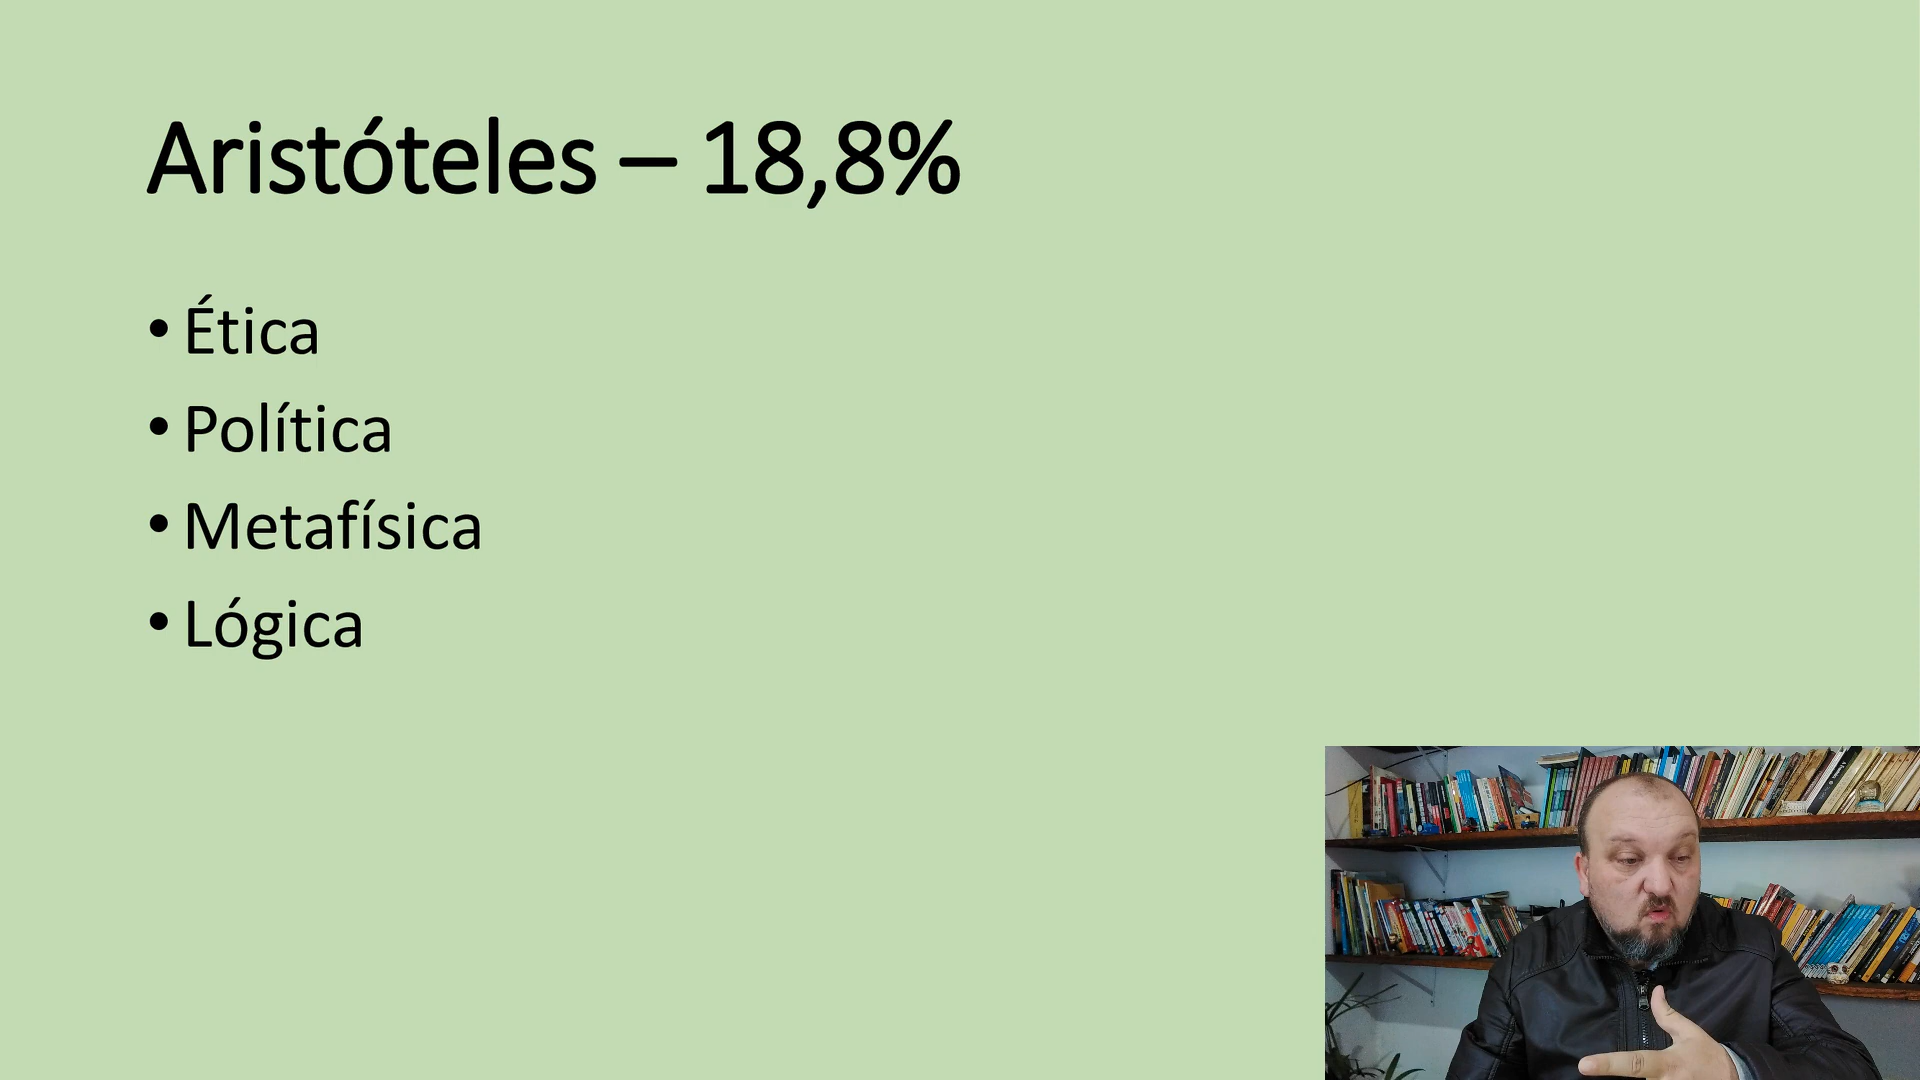 Aristóteles – 18,8%
• Ética
• Política
• Metafísica
• Lógica